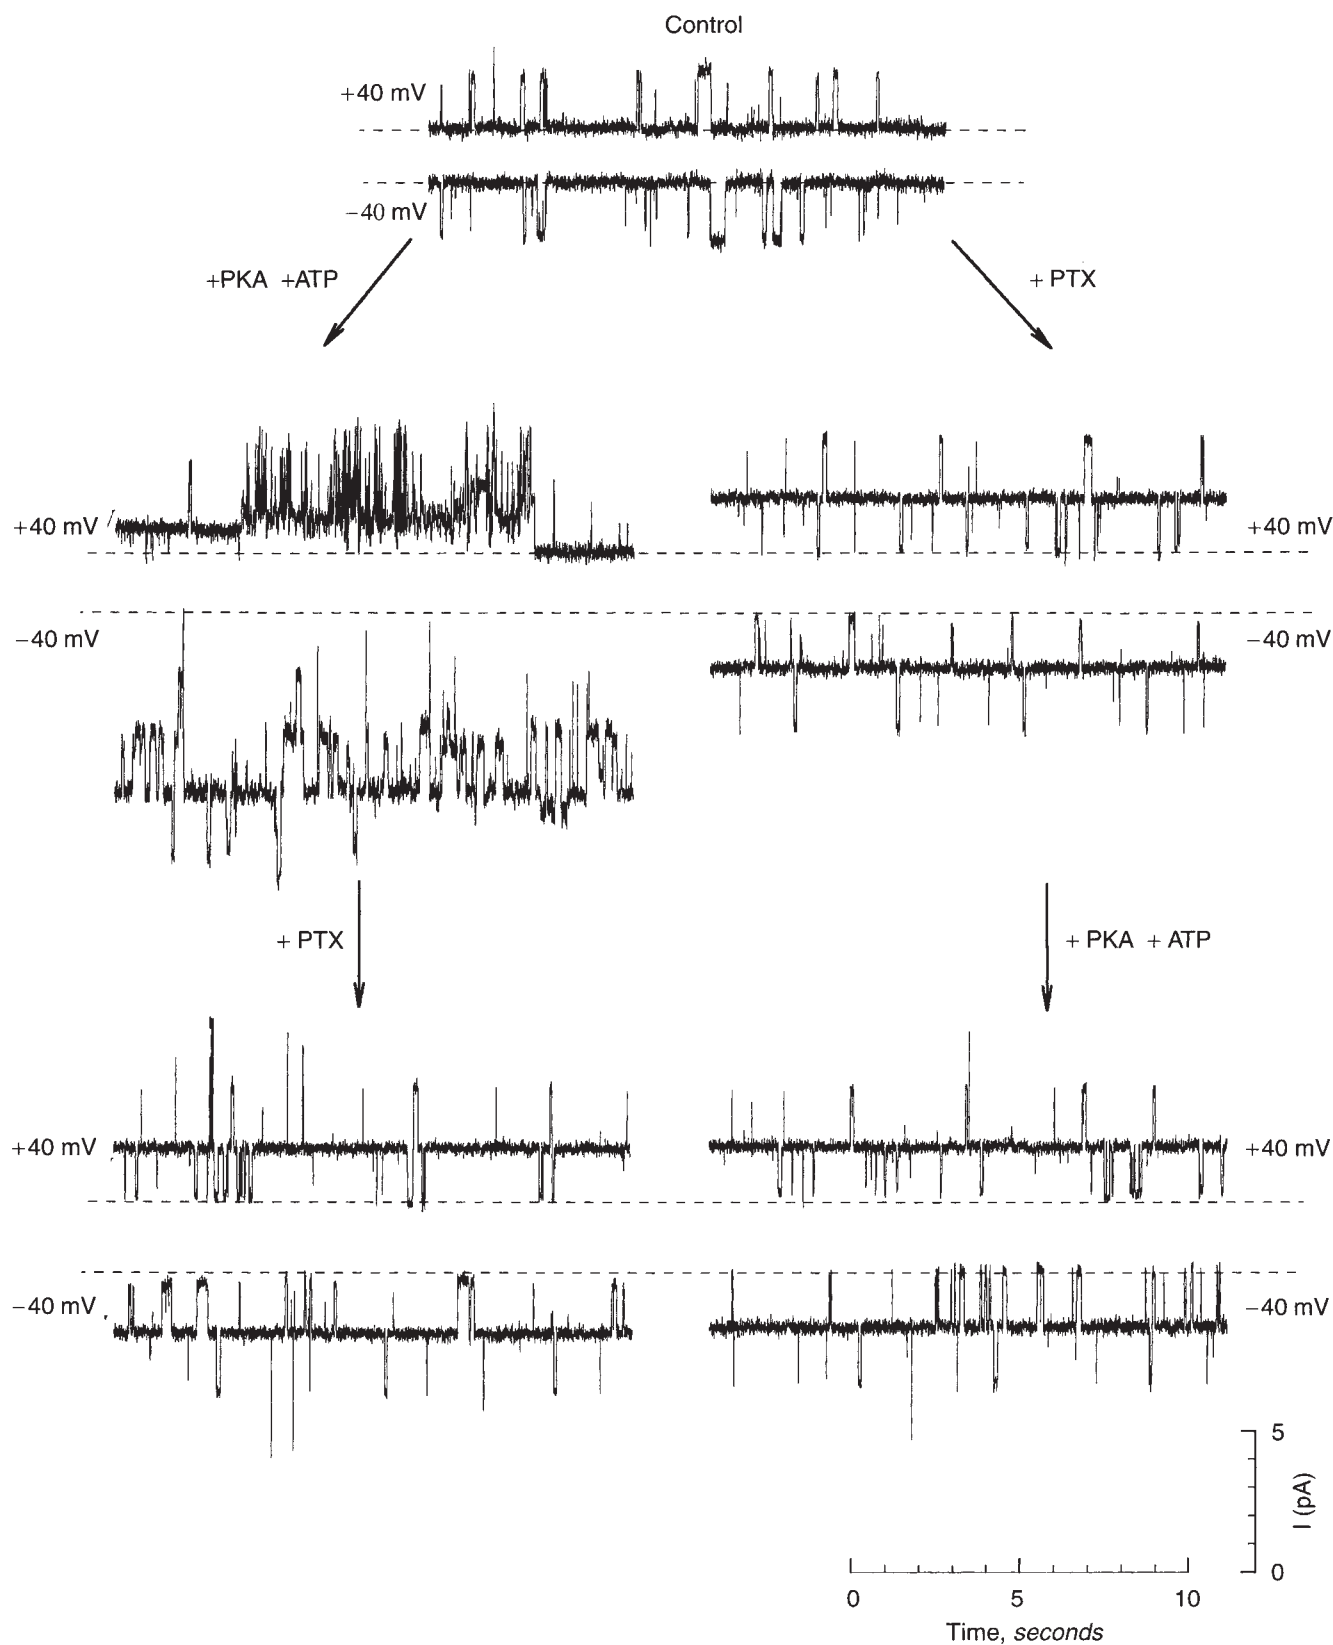 Control
+40 mV
−40 mV
+PKA +ATP
+ PTX
+40 mV
+40 mV
−40 mV
−40 mV
+ PTX
+ PKA + ATP
+40 mV
+40 mV
−40 mV
−40 mV
5
I (pA)
0
0 5 10
Time, seconds